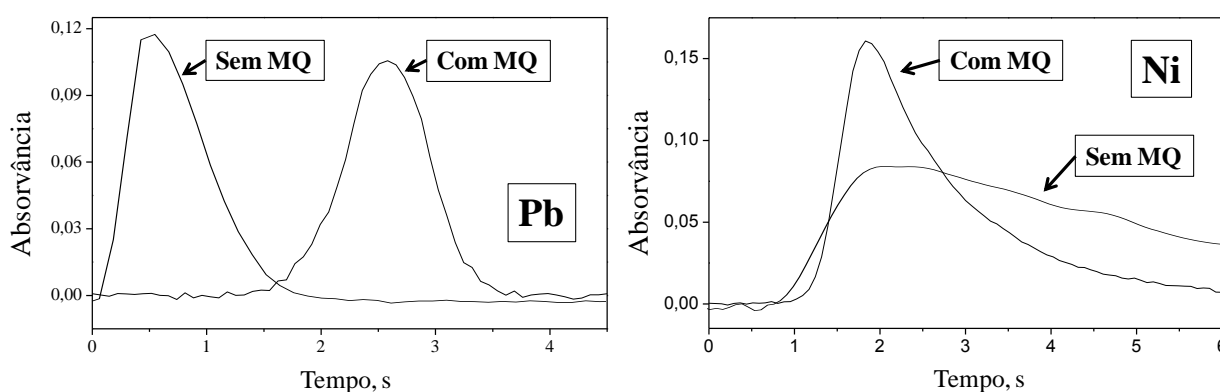 0,12
0,09
0,06
0,03
0,00
Absorvância
Sem MQ
Com MQ
Pb
0 1 2 3 4
Tempo, s
0,15
0,10
0,05
0,00
Absorvância
Com MQ
Ni
Sem MQ
0 1 2 3 4 5 6
Tempo, s